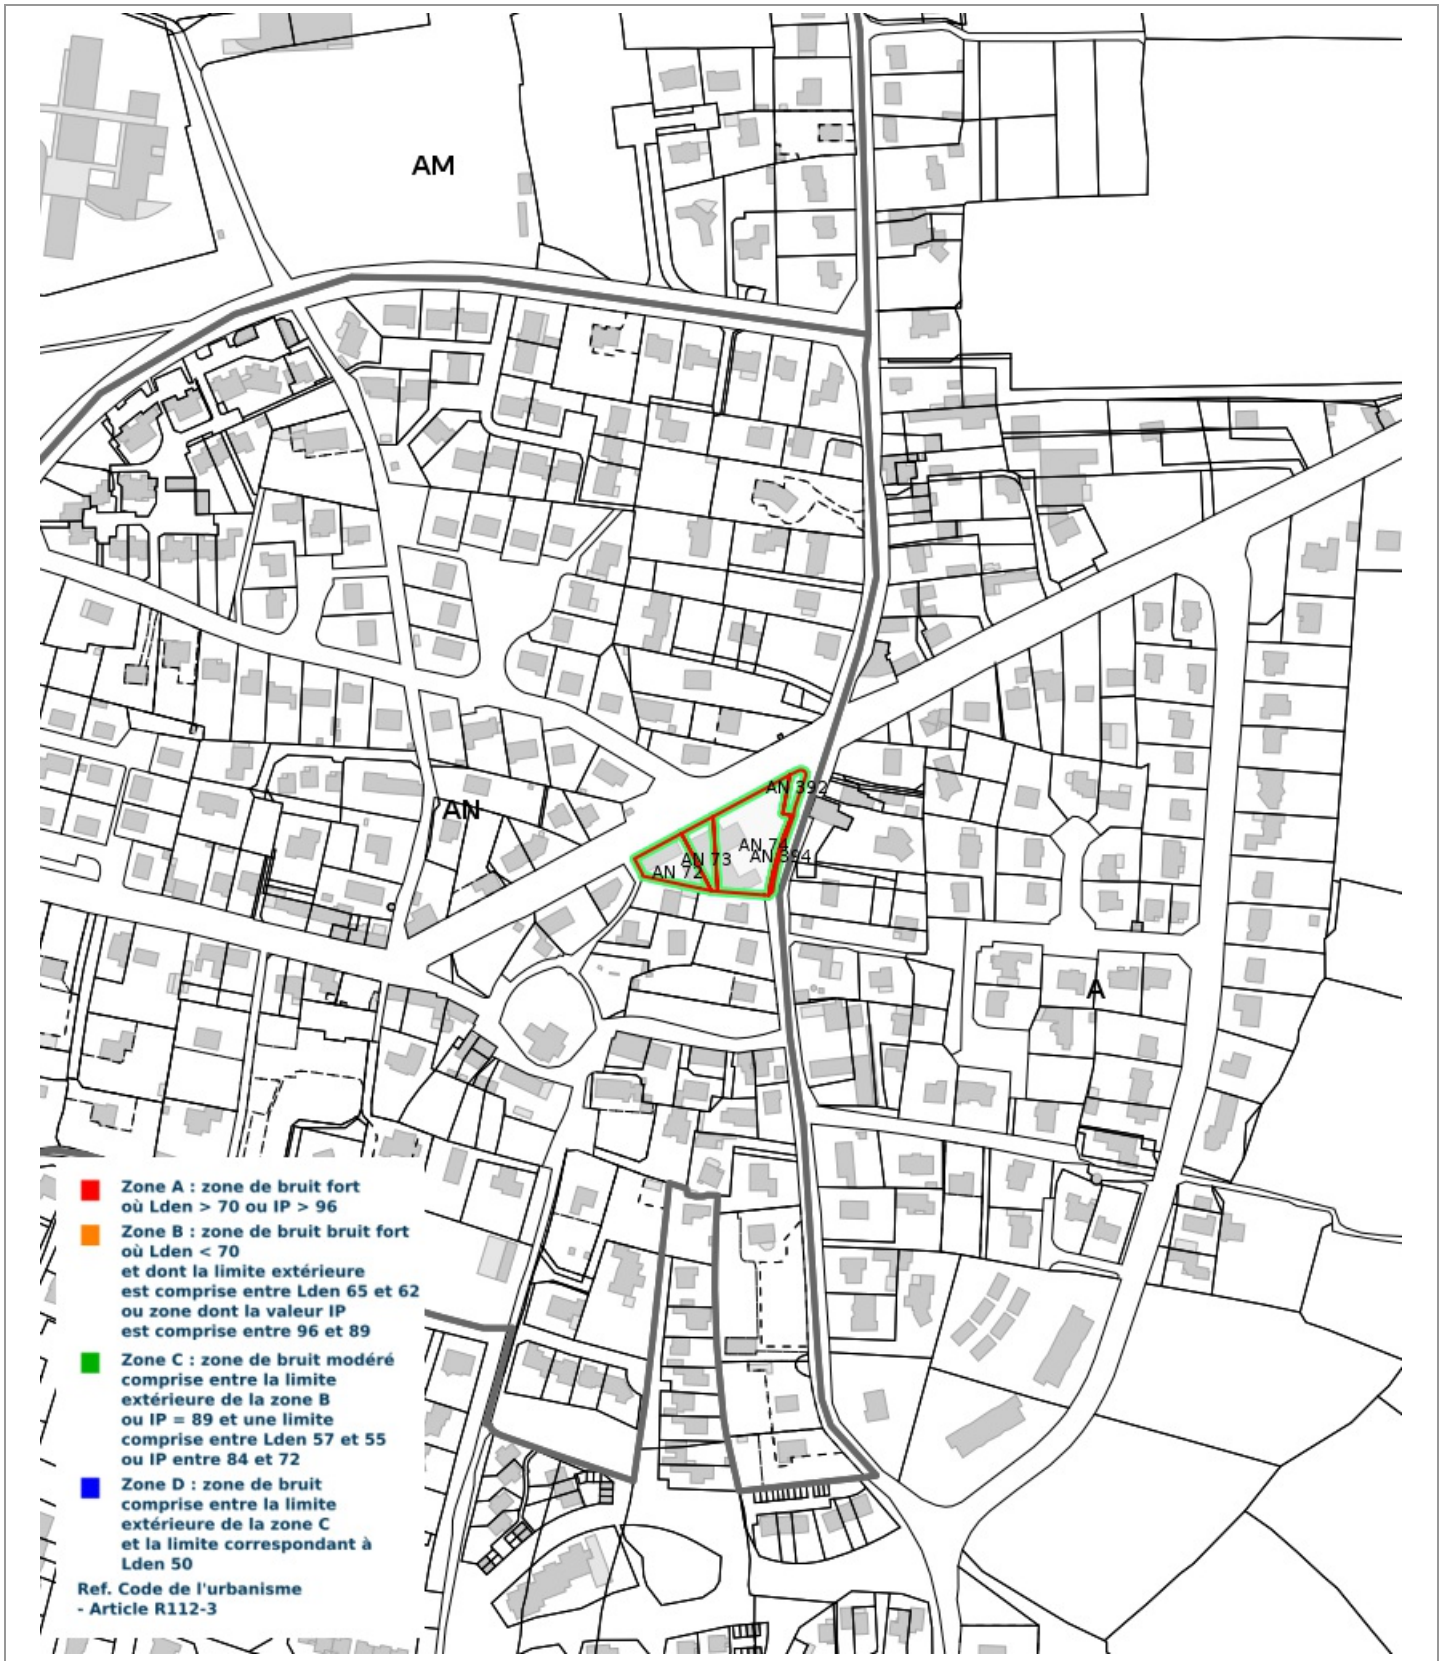 AM
AN
AN 392
AN 74
AN 394
AN 73
AN 72
A
Zone A : zone de bruit fort
où Lden > 70 ou IP > 96
Zone B : zone de bruit bruit fort
où Lden < 70
et dont la limite extérieure
est comprise entre Lden 65 et 62
ou zone dont la valeur IP
est comprise entre 96 et 89
Zone C : zone de bruit modéré
comprise entre la limite
extérieure de la zone B
ou IP = 89 et une limite
comprise entre Lden 57 et 55
ou IP entre 84 et 72
Zone D : zone de bruit
comprise entre la limite
extérieure de la zone C
et la limite correspondant à
Lden 50
Ref. Code de l'urbanisme
- Article R112-3